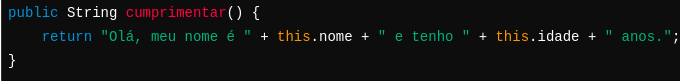 public String cumprimentar() {
    return "Olá, meu nome é " + this.nome + " e tenho " + this.idade + " anos.";
}